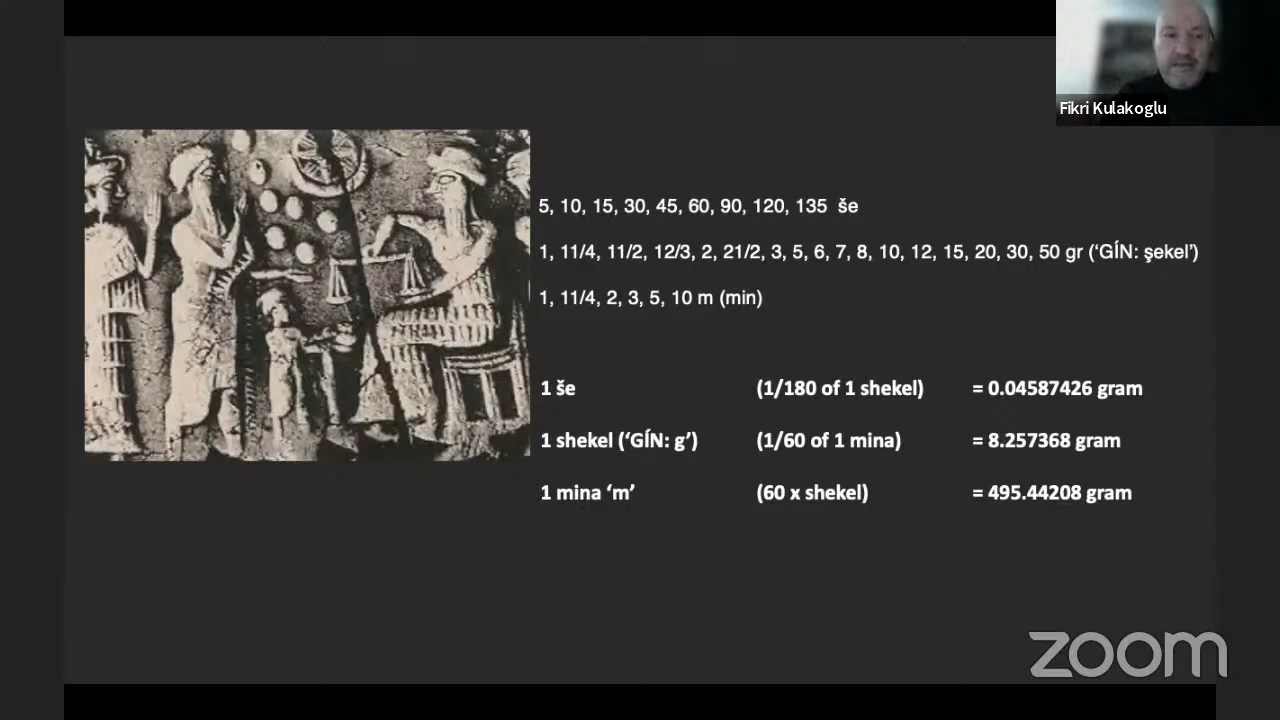 Fikri Kulakoglu
5, 10, 15, 30, 45, 60, 90, 120, 135 še
1, 11/4, 11/2, 12/3, 2, 21/2, 3, 5, 6, 7, 8, 10, 12, 15, 20, 30, 50 gr (‘GÍN: şekel’)
1, 11/4, 2, 3, 5, 10 m (min)
1 še (1/180 of 1 shekel) = 0.04587426 gram
1 shekel (‘GÍN: g’) (1/60 of 1 mina) = 8.257368 gram
1 mina ‘m’ (60 x shekel) = 495.44208 gram
zoom